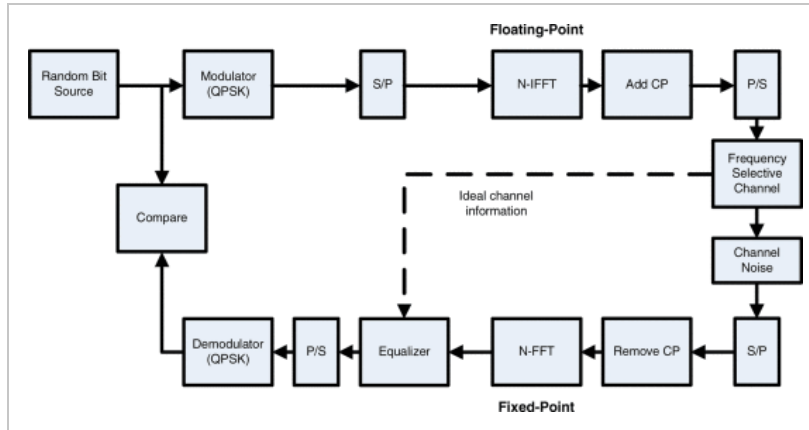 Floating-Point
Random Bit
Source
Modulator
(QPSK)
S/P
N-IFFT
Add CP
P/S
Frequency
Selective
Channel
Ideal channel
information
Compare
Channel
Noise
Demodulator
(QPSK)
P/S
Equalizer
N-FFT
Remove CP
S/P
Fixed-Point